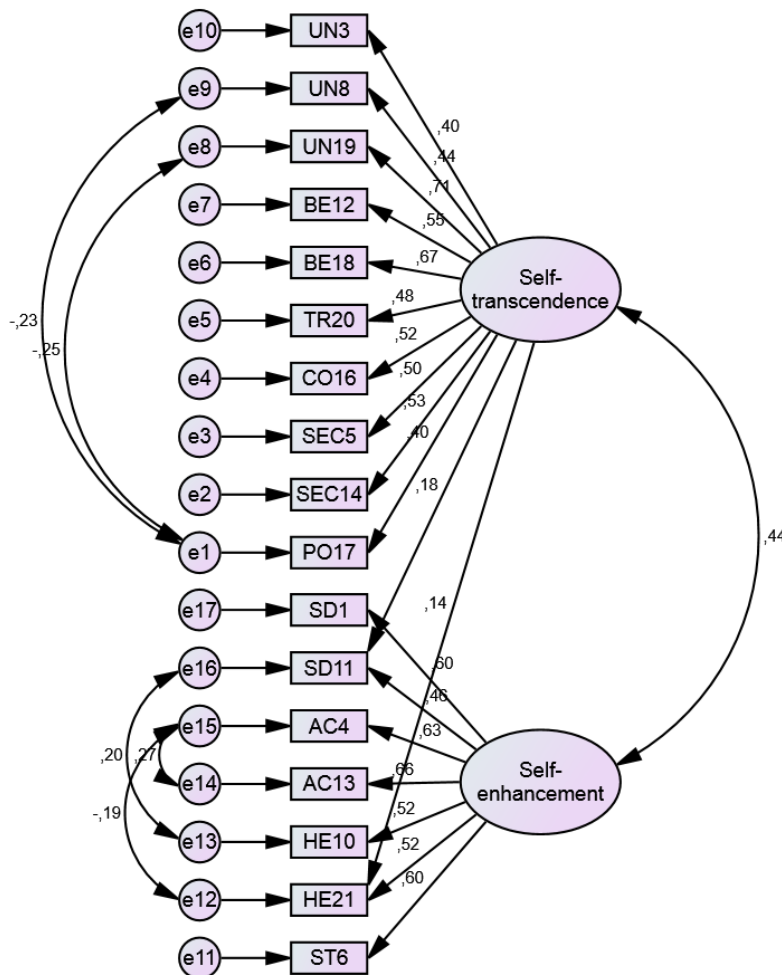 e10 UN3
e9 UN8
e8 UN19
e7 BE12
e6 BE18
e5 TR20
e4 CO16
e3 SEC5
e2 SEC14
e1 PO17
e17 SD1
e16 SD11
e15 AC4
e14 AC13
e13 HE10
e12 HE21
e11 ST6
Self-
transcendence
Self-
enhancement
,40
,44
,71
,55
,67
,48
,52
,50
,53
,40
,18
,14
,60
,46
,63
,66
,52
,52
,60
,44
-,23
-,25
,20
,27
-,19